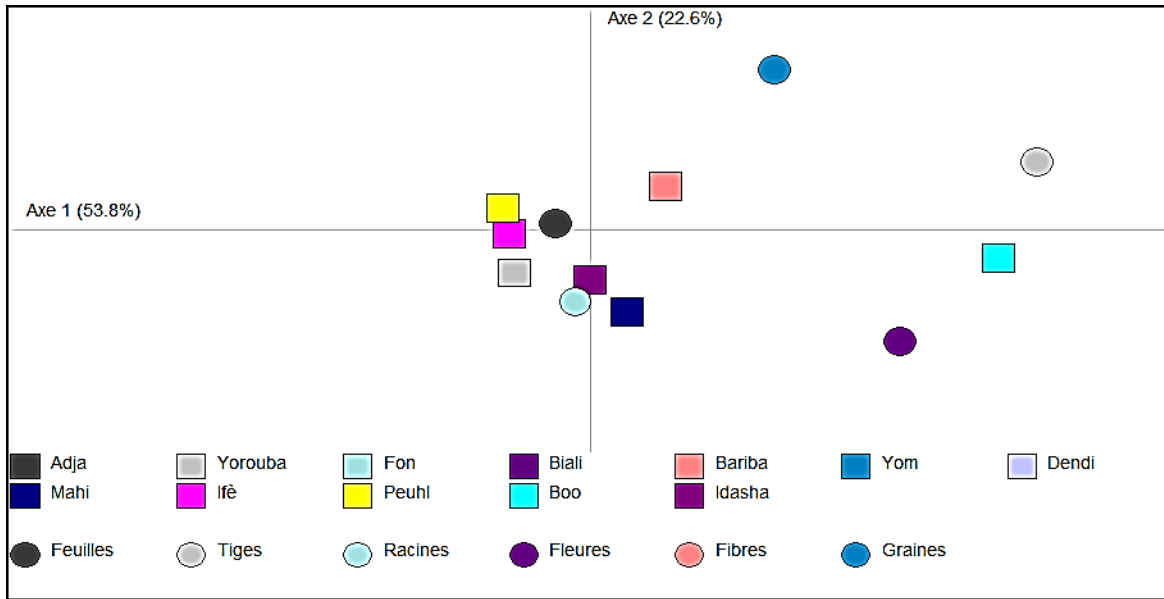 Axe 2 (22.6%)
Axe 1 (53.8%)
Adja Yorouba Fon Biali Bariba Yom Dendi
Mahi Ifè Peuhl Boo Idasha
Feuilles Tiges Racines Fleures Fibres Graines